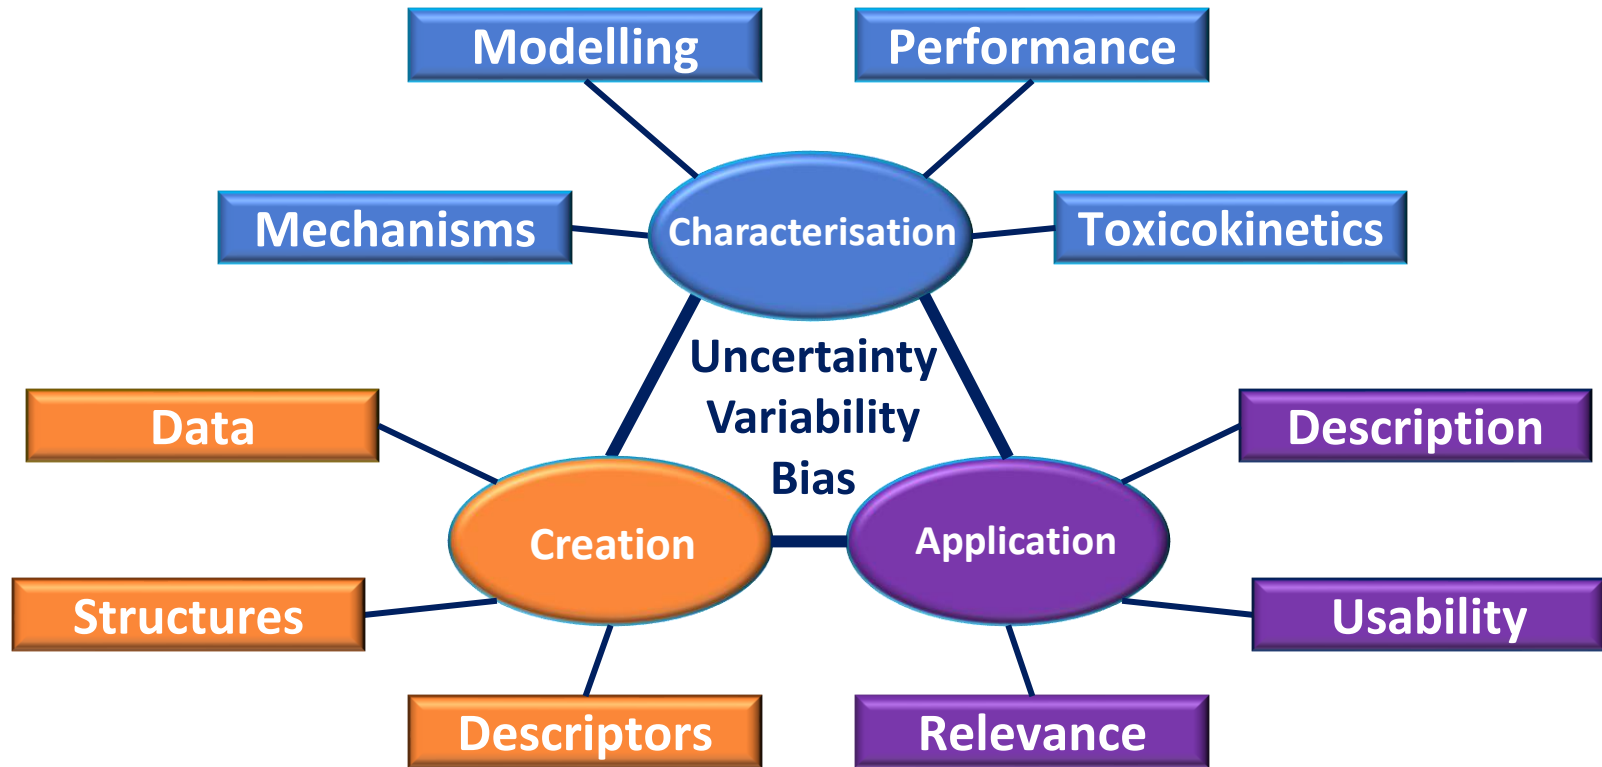 Modelling
Performance
Mechanisms
Characterisation
Toxicokinetics
Uncertainty
Variability
Bias
Data
Description
Creation
Application
Structures
Usability
Descriptors
Relevance